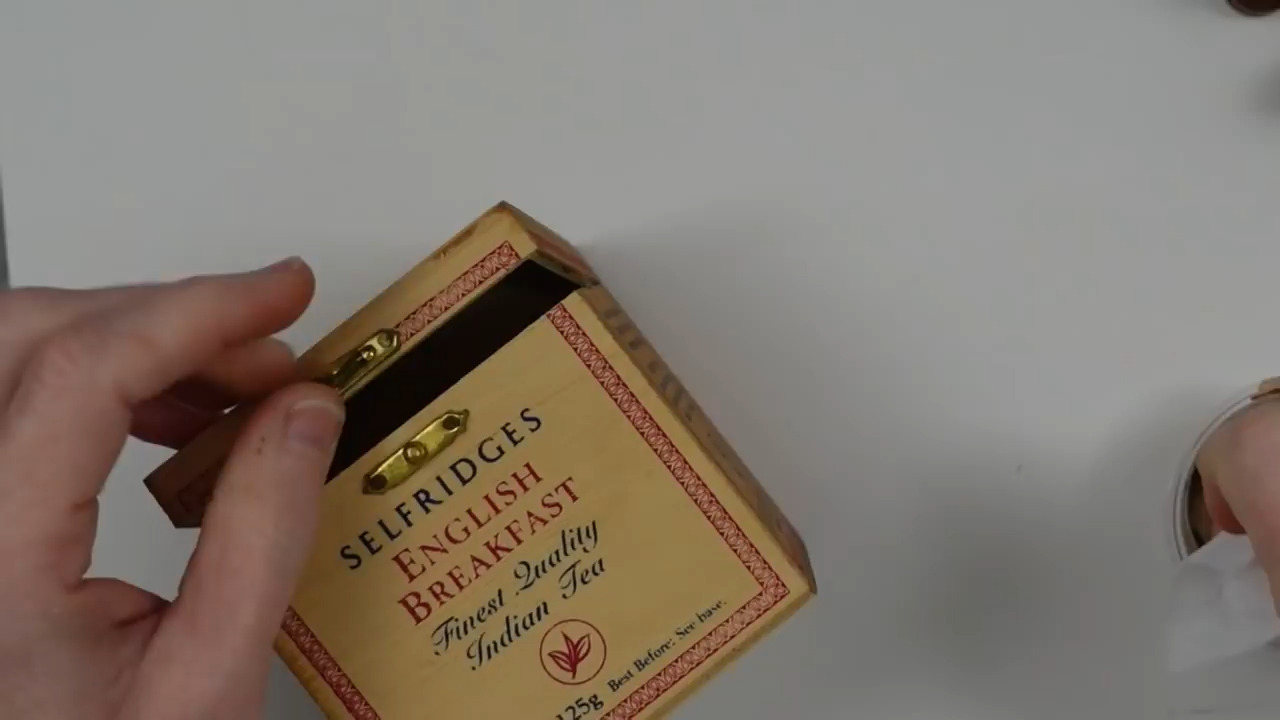 SELFRIDGES
ENGLISH
BREAKFAST
Finest Quality
Indian Tea
125g Best Before: See base.